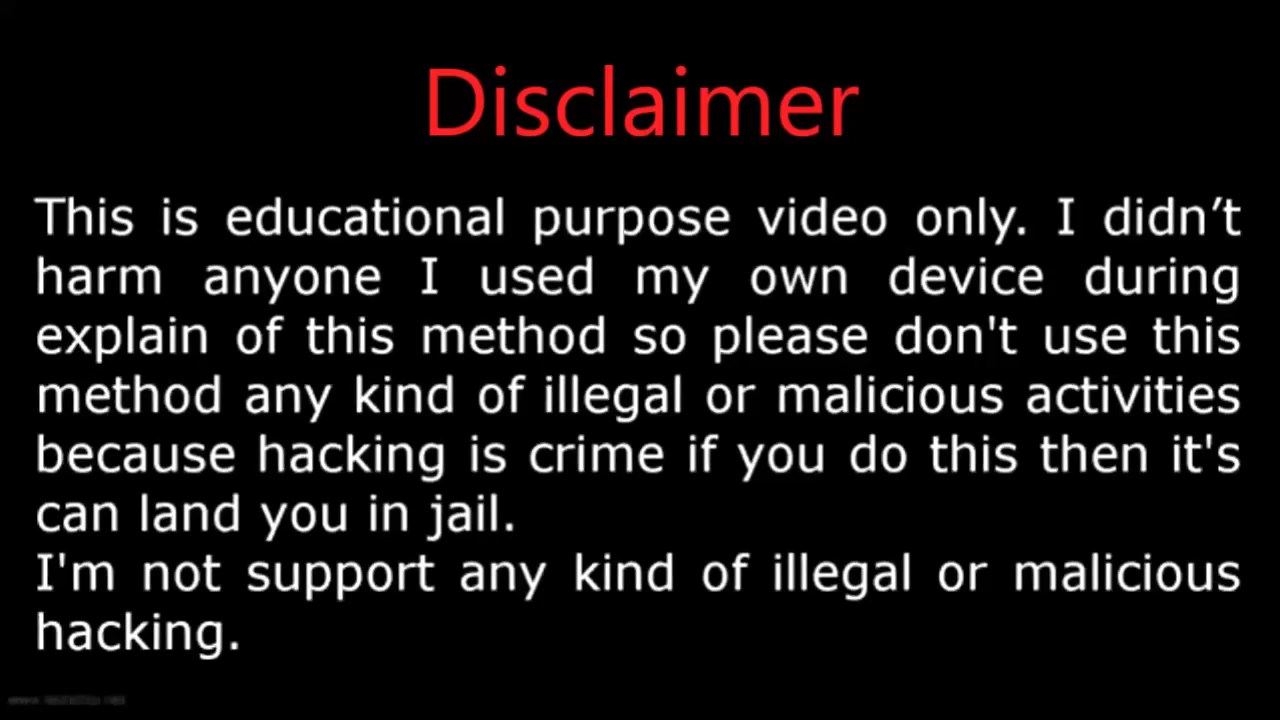 Disclaimer
This is educational purpose video only. I didn’t
harm anyone I used my own device during
explain of this method so please don't use this
method any kind of illegal or malicious activities
because hacking is crime if you do this then it's
can land you in jail.
I'm not support any kind of illegal or malicious
hacking.